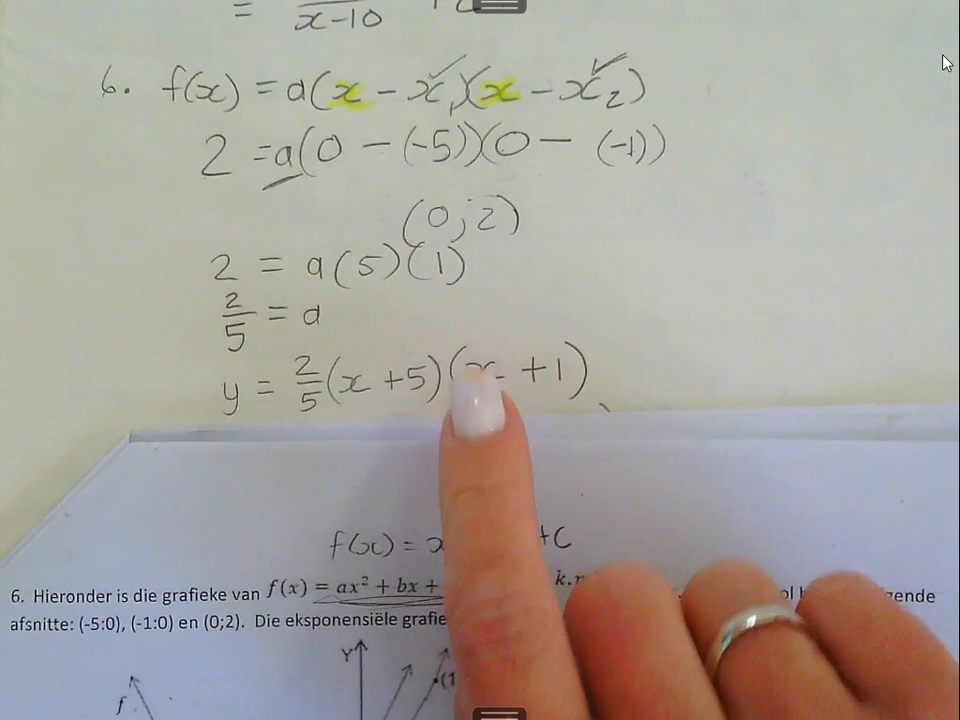 = x-10
6. f(x) = a(x - x₁)(x - x₂)
2 = a(0 - (-5))(0 - (-1))
(0;2)
2 = a(5)(1)
2/5 = a
y = 2/5(x +5)(x +1)
f(x) = x +c
6. Hieronder is die grafieke van f(x) = ax² + bx +
afsnitte: (-5:0), (-1:0) en (0;2). Die eksponensiële
Y
f
(1